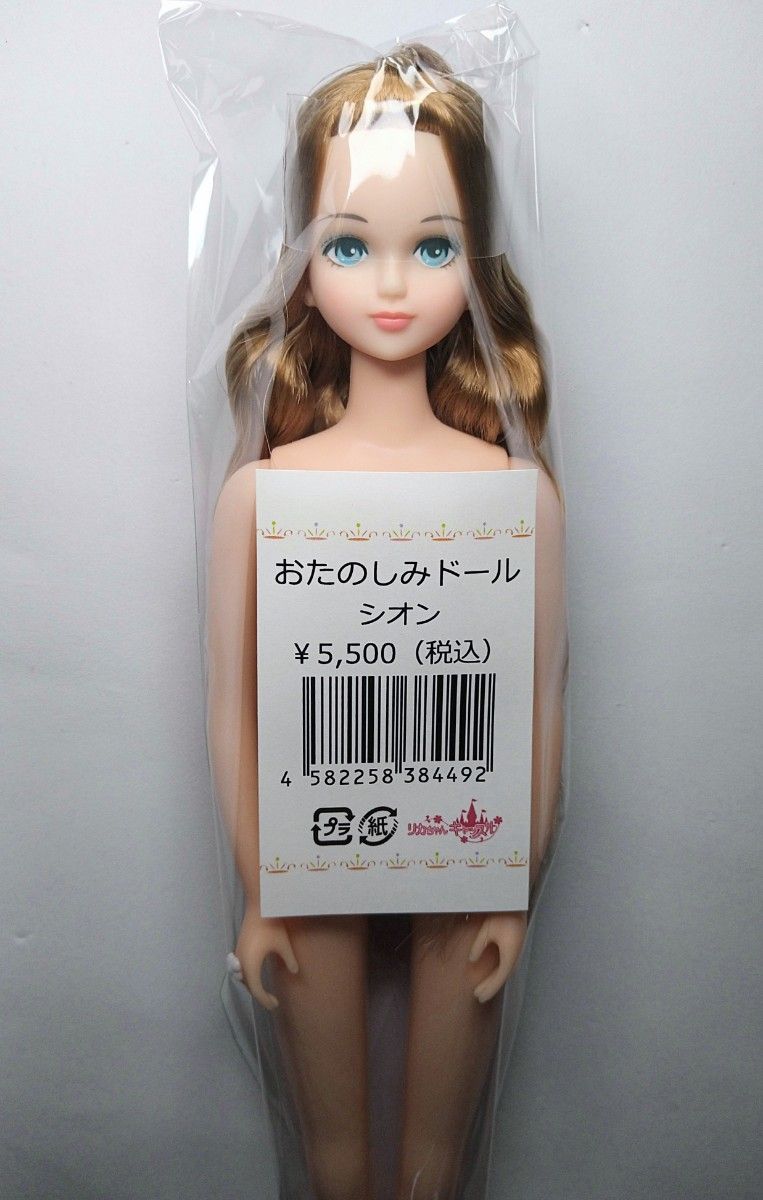 おたのしみドール
シオン
¥5,500（税込）
4 582258 384492
プラ 紙 リカちゃんキャッスル